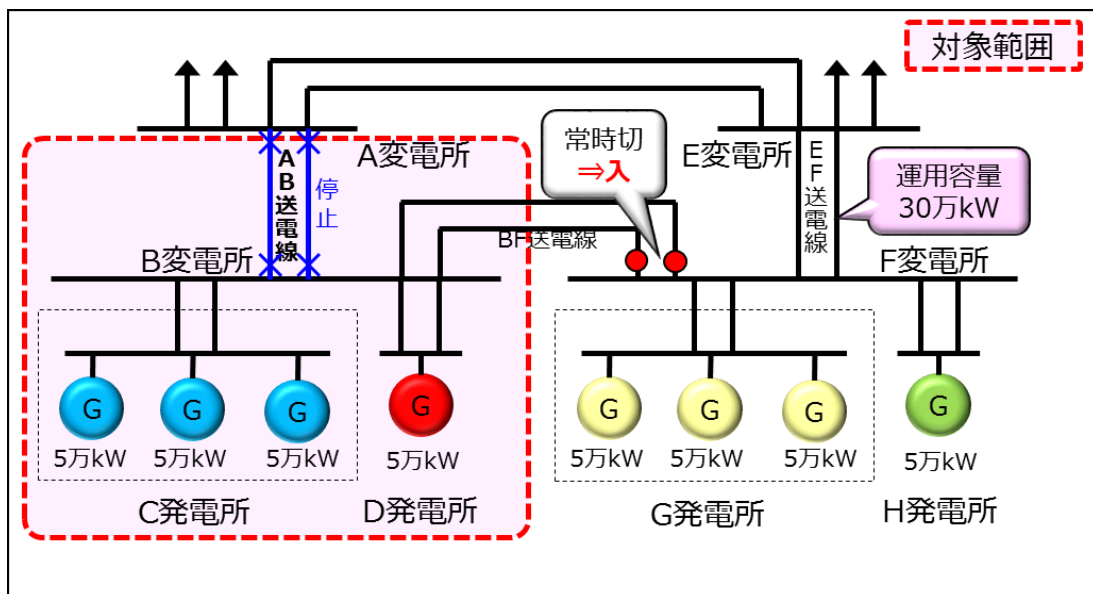 対象範囲
常時切
⇒入
A変電所
E変電所
AB送電線
停止
EF送電線
運用容量
30万kW
BF送電線
B変電所
F変電所
G
G
G
G
G
G
G
G
5万kW
5万kW
5万kW
5万kW
5万kW
5万kW
5万kW
5万kW
C発電所
D発電所
G発電所
H発電所